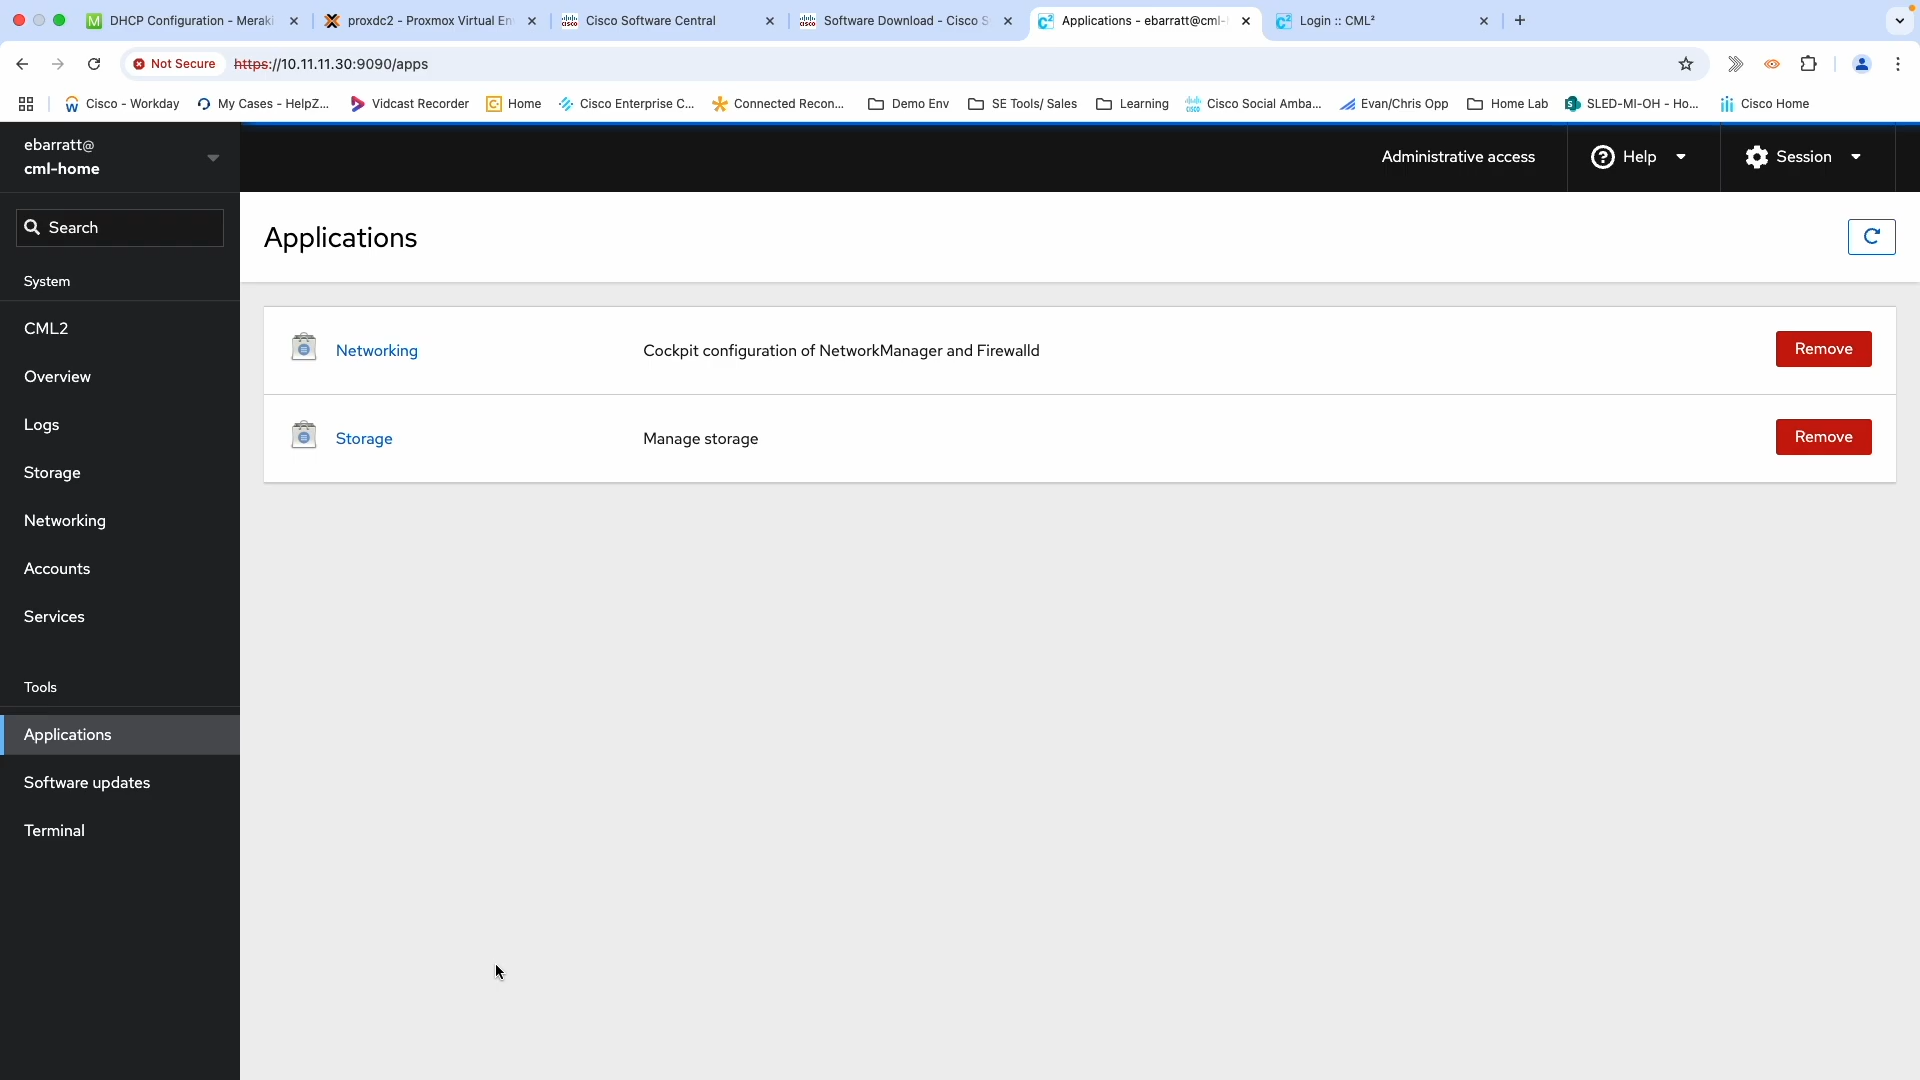 DHCP Configuration - Meraki
proxdc2 - Proxmox Virtual En
Cisco Software Central
Software Download - Cisco S
Applications - ebarratt@cml-
Login :: CML²
Not Secure
https://10.11.11.30:9090/apps
Cisco - Workday
My Cases - HelpZ...
Vidcast Recorder
Home
Cisco Enterprise C...
Connected Recon...
Demo Env
SE Tools/ Sales
Learning
Cisco Social Amba...
Evan/Chris Opp
Home Lab
SLED-MI-OH - Ho...
Cisco Home
ebarratt@
cml-home
Administrative access
Help
Session
Search
Applications
System
CML2
Overview
Logs
Storage
Networking
Accounts
Services
Tools
Applications
Software updates
Terminal
Networking
Cockpit configuration of NetworkManager and Firewalld
Remove
Storage
Manage storage
Remove